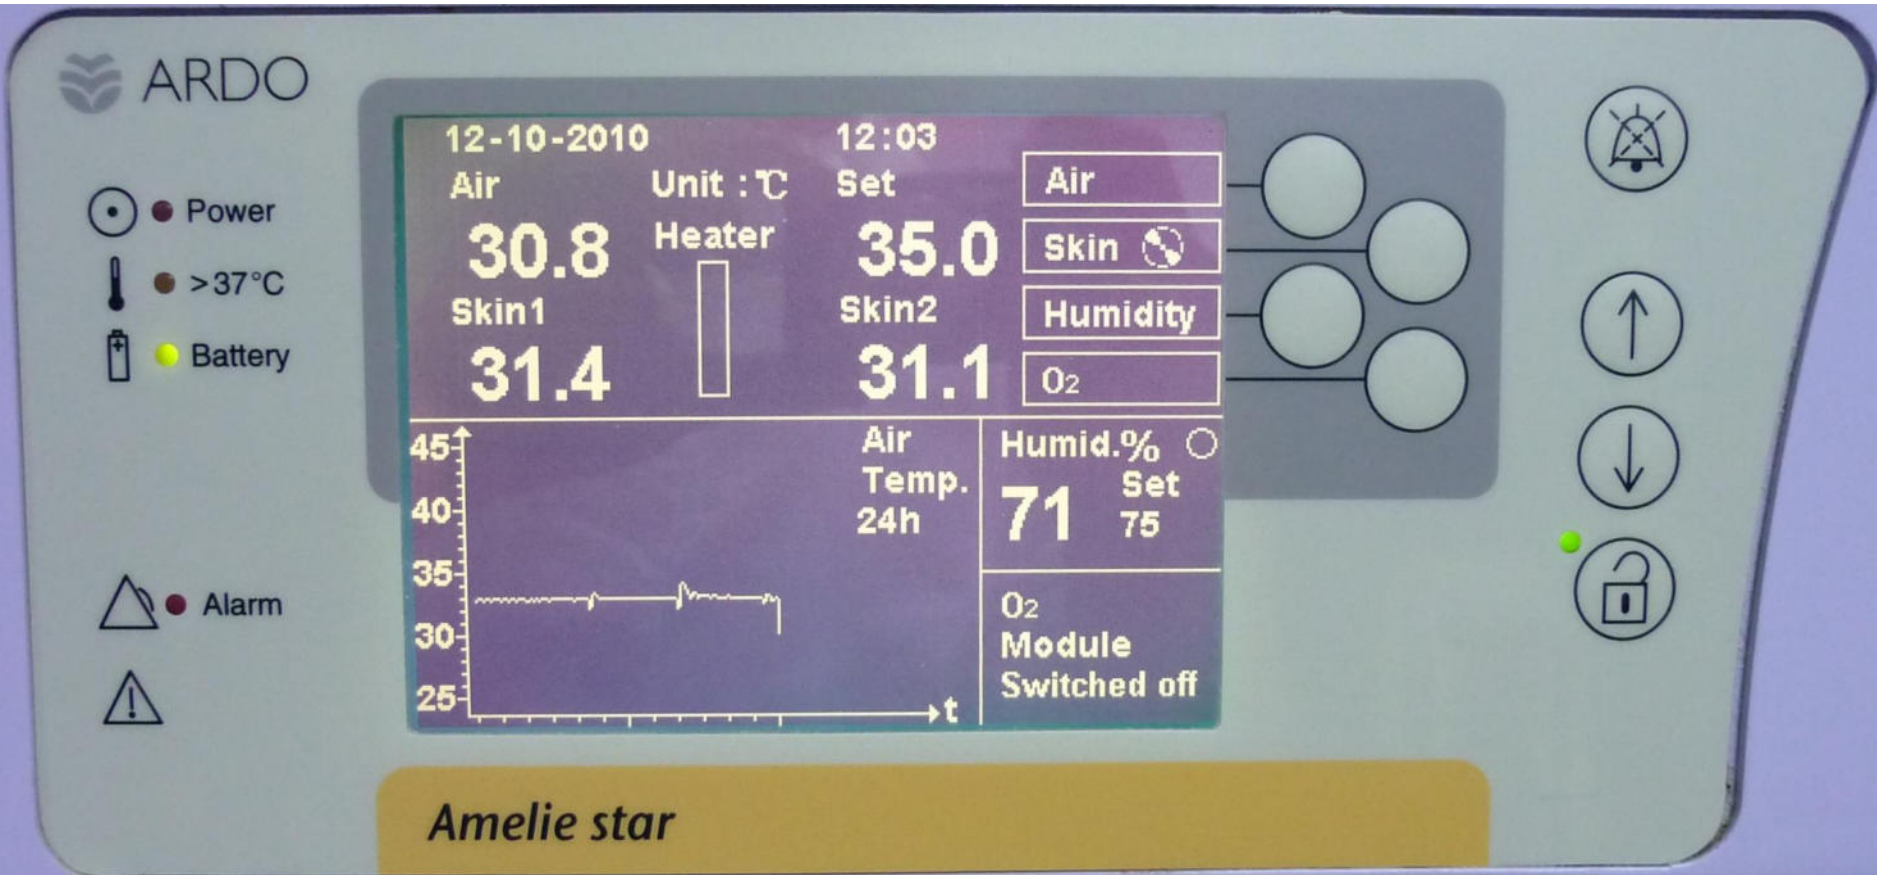 ARDO
Power
>37°C
Battery
Alarm
12-10-2010 12:03
Air Unit :℃ Set
30.8 Heater 35.0
Skin1 Skin2
31.4 31.1
Air
Skin
Humidity
O₂
45
40
35
30
25
t
Air
Temp.
24h
Humid.%
Set
71 75
O₂
Module
Switched off
Amelie star